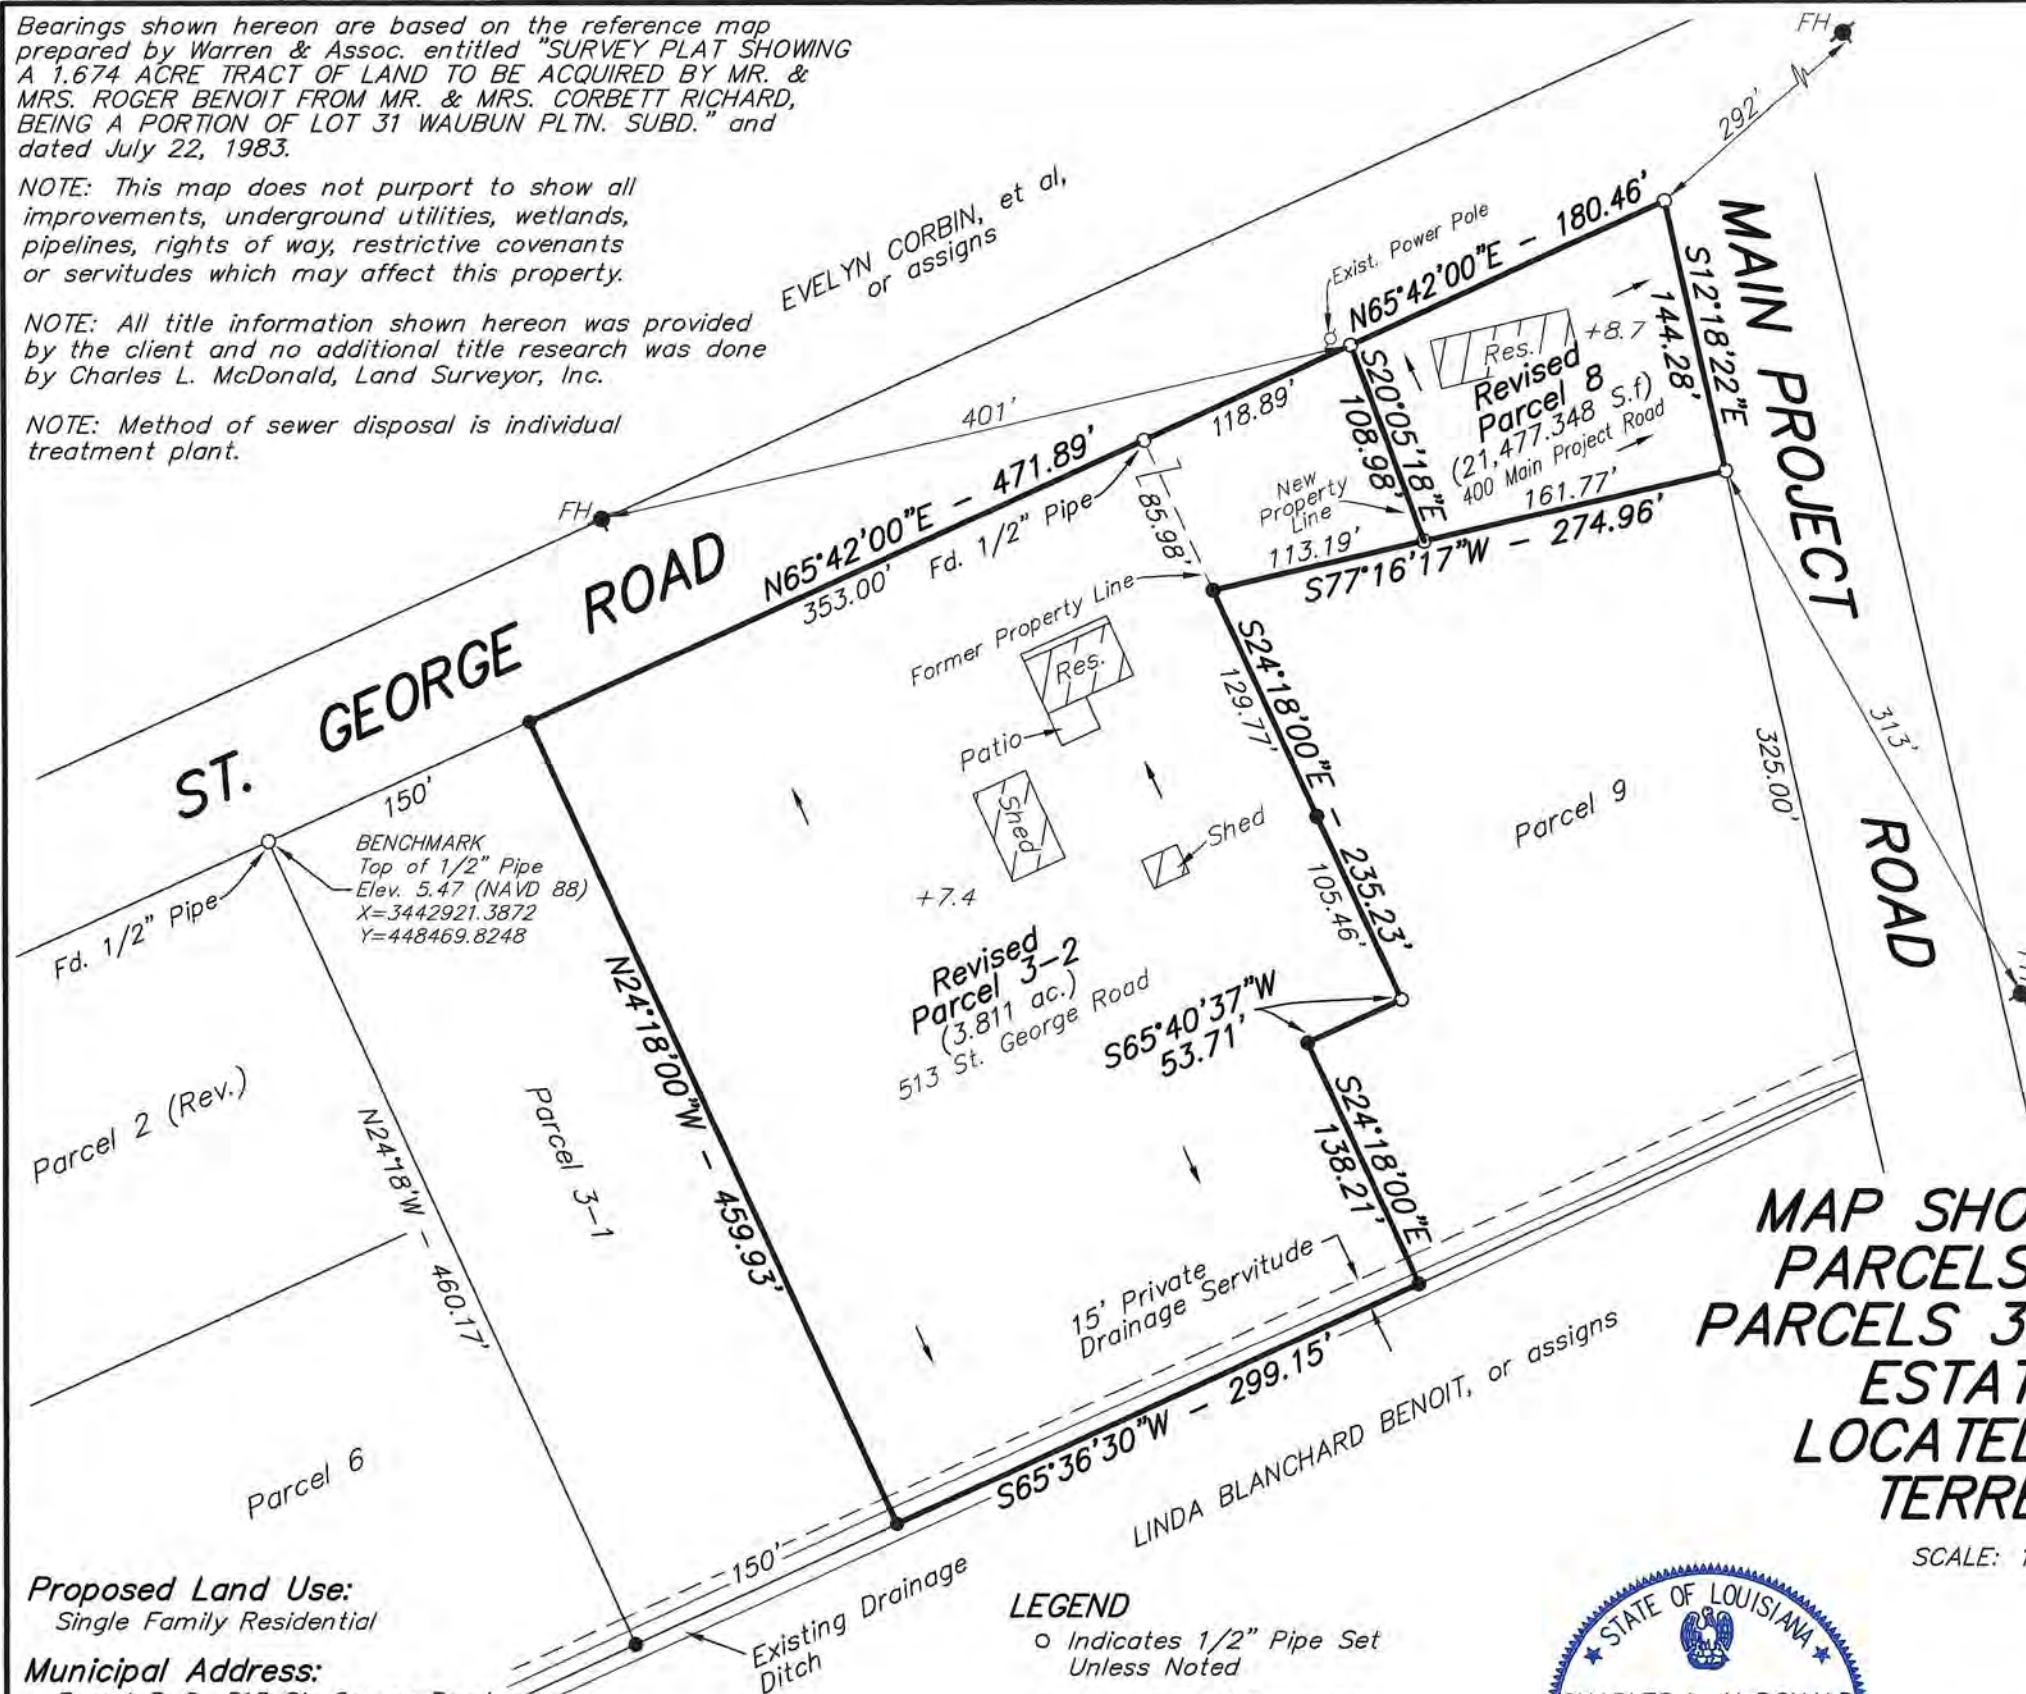 Bearings shown hereon are based on the reference map
prepared by Warren & Assoc. entitled "SURVEY PLAT SHOWING
A 1.674 ACRE TRACT OF LAND TO BE ACQUIRED BY MR. &
MRS. ROGER BENOIT FROM MR. & MRS. CORBETT RICHARD,
BEING A PORTION OF LOT 31 WAUBUN PLTN. SUBD." and
dated July 22, 1983.
NOTE: This map does not purport to show all
improvements, underground utilities, wetlands,
pipelines, rights of way, restrictive covenants
or servitudes which may affect this property.
NOTE: All title information shown hereon was provided
by the client and no additional title research was done
by Charles L. McDonald, Land Surveyor, Inc.
NOTE: Method of sewer disposal is individual
treatment plant.
EVELYN CORBIN, et al,
or assigns
FH
292'
Exist. Power Pole
N65°42'00"E - 180.46'
S12°18'22"E
144.28'
MAIN PROJECT
ROAD
Res.
+8.7
Revised
Parcel 8
(21,477.348 S.f)
400 Main Project Road
S20°05'18"E
108.98'
161.77'
S77°16'17"W - 274.96'
113.19'
New
Property
Line
118.89'
401'
FH
N65°42'00"E - 471.89'
353.00'
Fd. 1/2" Pipe
85.98'
Former Property Line
ST. GEORGE ROAD
150'
BENCHMARK
Top of 1/2" Pipe
Elev. 5.47 (NAVD 88)
X=3442921.3872
Y=448469.8248
Fd. 1/2" Pipe
Res.
Patio
Shed
Shed
+7.4
S24°18'00"E - 235.23'
129.77'
105.46'
Parcel 9
325.00'
313'
Revised
Parcel 3-2
(3.811 ac.)
513 St. George Road
S65°40'37"W
53.71'
S24°18'00"E
138.21'
N24°18'00"W - 459.93'
Parcel 3-1
N24°18'W - 460.17'
Parcel 2 (Rev.)
Parcel 6
15' Private
Drainage Servitude
S65°36'30"W - 299.15'
LINDA BLANCHARD BENOIT, or assigns
150'
Existing Drainage
Ditch
MAP SHO
PARCELS
PARCELS 3
ESTAT
LOCATED
TERRE
SCALE: 1
Proposed Land Use:
Single Family Residential
Municipal Address:
LEGEND
○ Indicates 1/2" Pipe Set
Unless Noted
STATE OF LOUISIANA